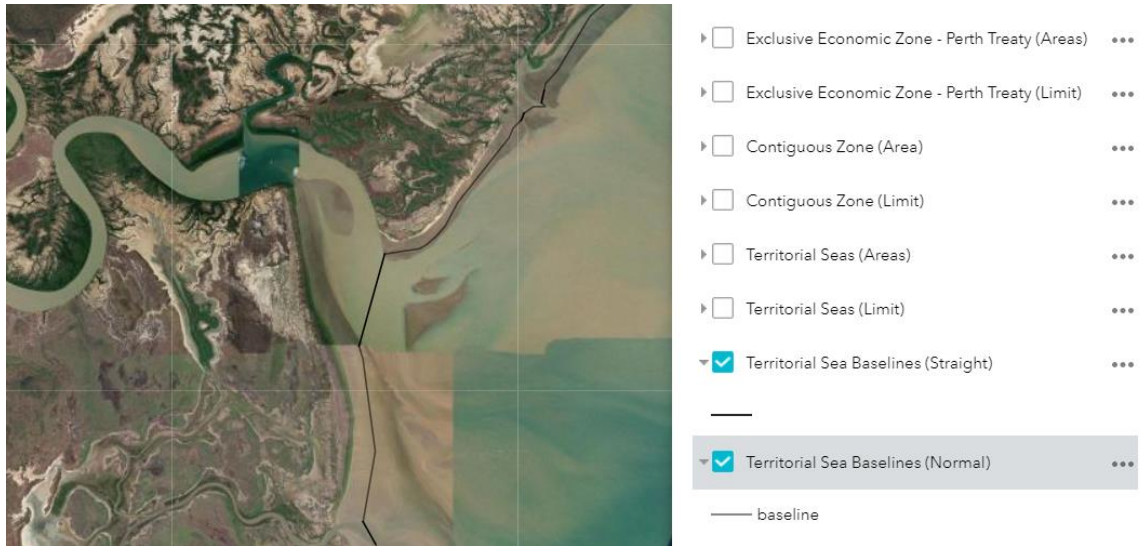 Exclusive Economic Zone - Perth Treaty (Areas)
Exclusive Economic Zone - Perth Treaty (Limit)
Contiguous Zone (Area)
Contiguous Zone (Limit)
Territorial Seas (Areas)
Territorial Seas (Limit)
Territorial Sea Baselines (Straight)
Territorial Sea Baselines (Normal)
baseline